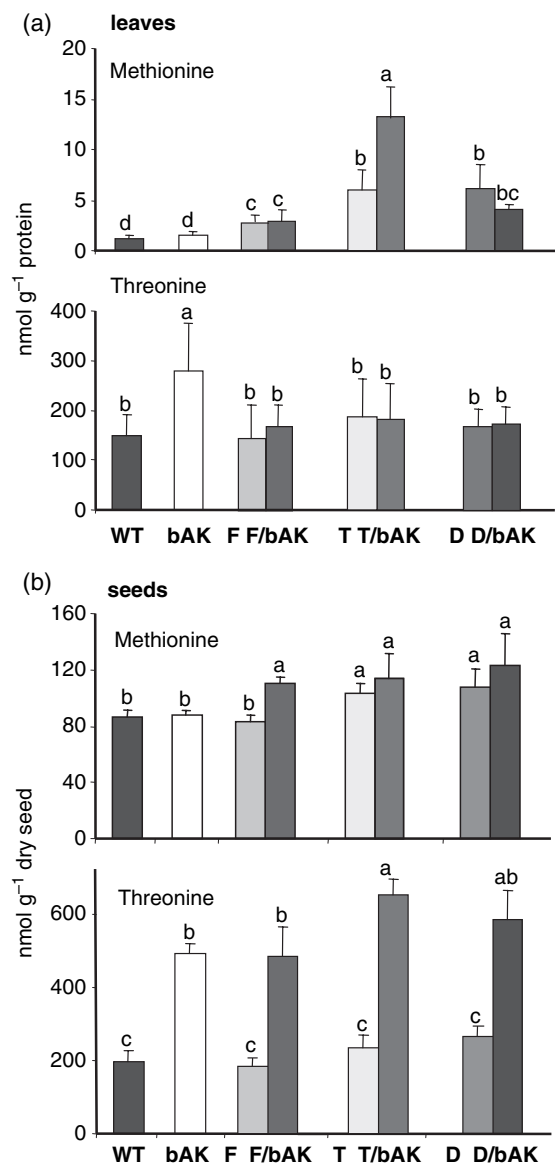 (a) leaves
20
Methionine
15
10
5
0
a
b
b
bc
c c
d d
Threonine
400
300
200
100
0
a
b
b b
b b
b b
nmol g⁻¹ protein
WT bAK F F/bAK T T/bAK D D/bAK
(b) seeds
160
Methionine
120
80
40
0
b b b a a a a a
Threonine
600
400
200
0
c b c b c a c ab
nmol g⁻¹ dry seed
WT bAK F F/bAK T T/bAK D D/bAK